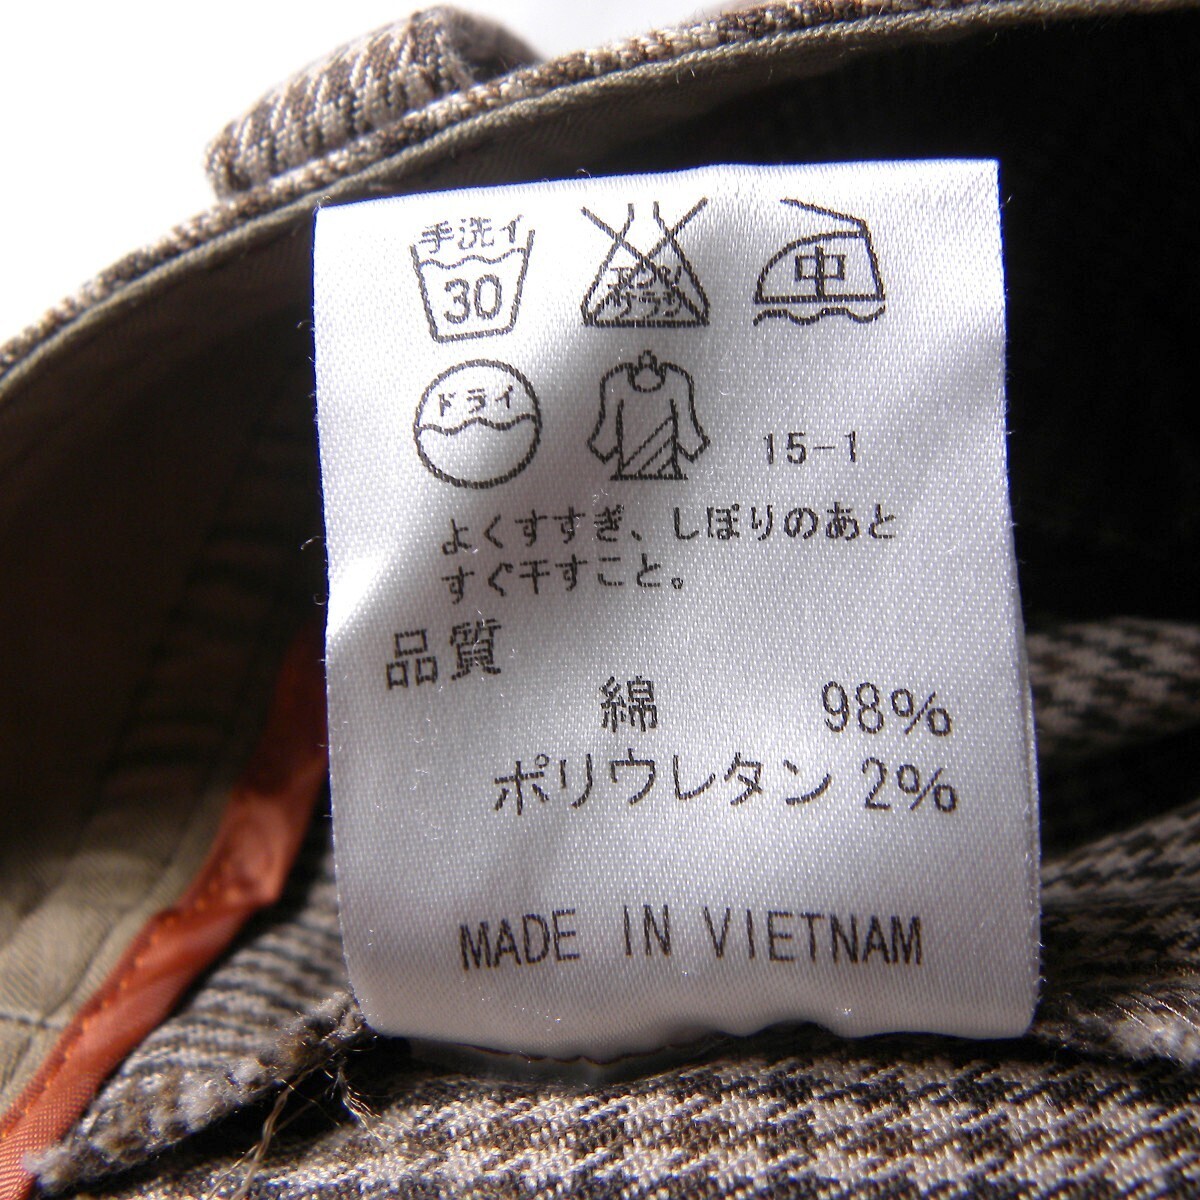 手洗イ
30
エンソ
サラシ
中
ドライ
15-1
よくすすぎ、しぼりのあと
すぐ干すこと。
品質
綿 98%
ポリウレタン 2%
MADE IN VIETNAM